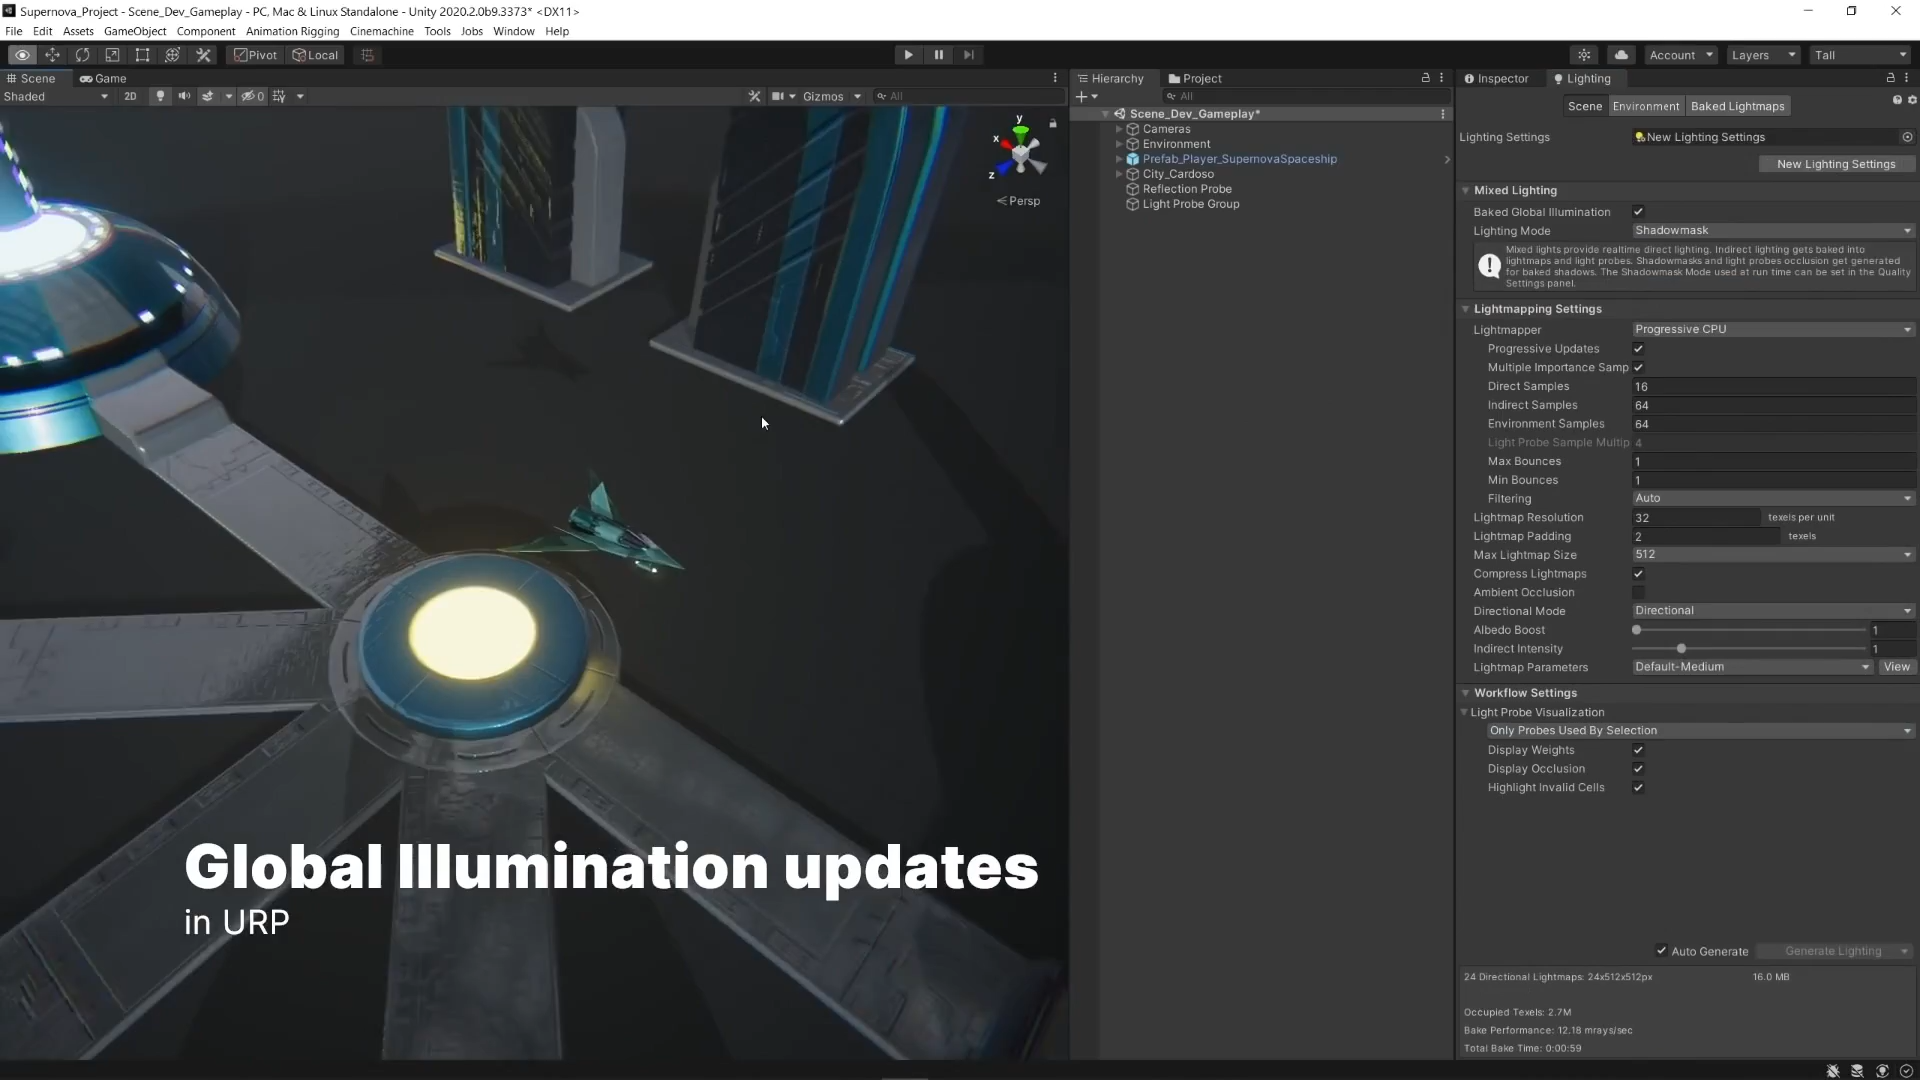 Supernova_Project - Scene_Dev_Gameplay - PC, Mac & Linux Standalone - Unity 2020.2.0b9.3373* <DX11>
File Edit Assets GameObject Component Animation Rigging Cinemachine Tools Jobs Window Help
Pivot Local Account Layers Tall
Scene Game
Shaded 2D 0 Gizmos All
y
x
z
Persp
Hierarchy Project
All
Scene_Dev_Gameplay*
Cameras
Environment
Prefab_Player_SupernovaSpaceship
City_Cardoso
Reflection Probe
Light Probe Group
Inspector Lighting
Scene Environment Baked Lightmaps
Lighting Settings New Lighting Settings
New Lighting Settings
Mixed Lighting
Baked Global Illumination
Lighting Mode Shadowmask
Mixed lights provide realtime direct lighting. Indirect lighting gets baked into
lightmaps and light probes. Shadowmasks and light probes occlusion get generated
for baked shadows. The Shadowmask Mode used at run time can be set in the Quality
Settings panel.
Lightmapping Settings
Lightmapper Progressive CPU
Progressive Updates
Multiple Importance Samp
Direct Samples 16
Indirect Samples 64
Environment Samples 64
Light Probe Sample Multip 4
Max Bounces 1
Min Bounces 1
Filtering Auto
Lightmap Resolution 32 texels per unit
Lightmap Padding 2 texels
Max Lightmap Size 512
Compress Lightmaps
Ambient Occlusion
Directional Mode Directional
Albedo Boost 1
Indirect Intensity 1
Lightmap Parameters Default-Medium View
Workflow Settings
Light Probe Visualization
Only Probes Used By Selection
Display Weights
Display Occlusion
Highlight Invalid Cells
Global Illumination updates
in URP
Auto Generate Generate Lighting
24 Directional Lightmaps: 24x512x512px 16.0 MB
Occupied Texels: 2.7M
Bake Performance: 12.18 mrays/sec
Total Bake Time: 0:00:59